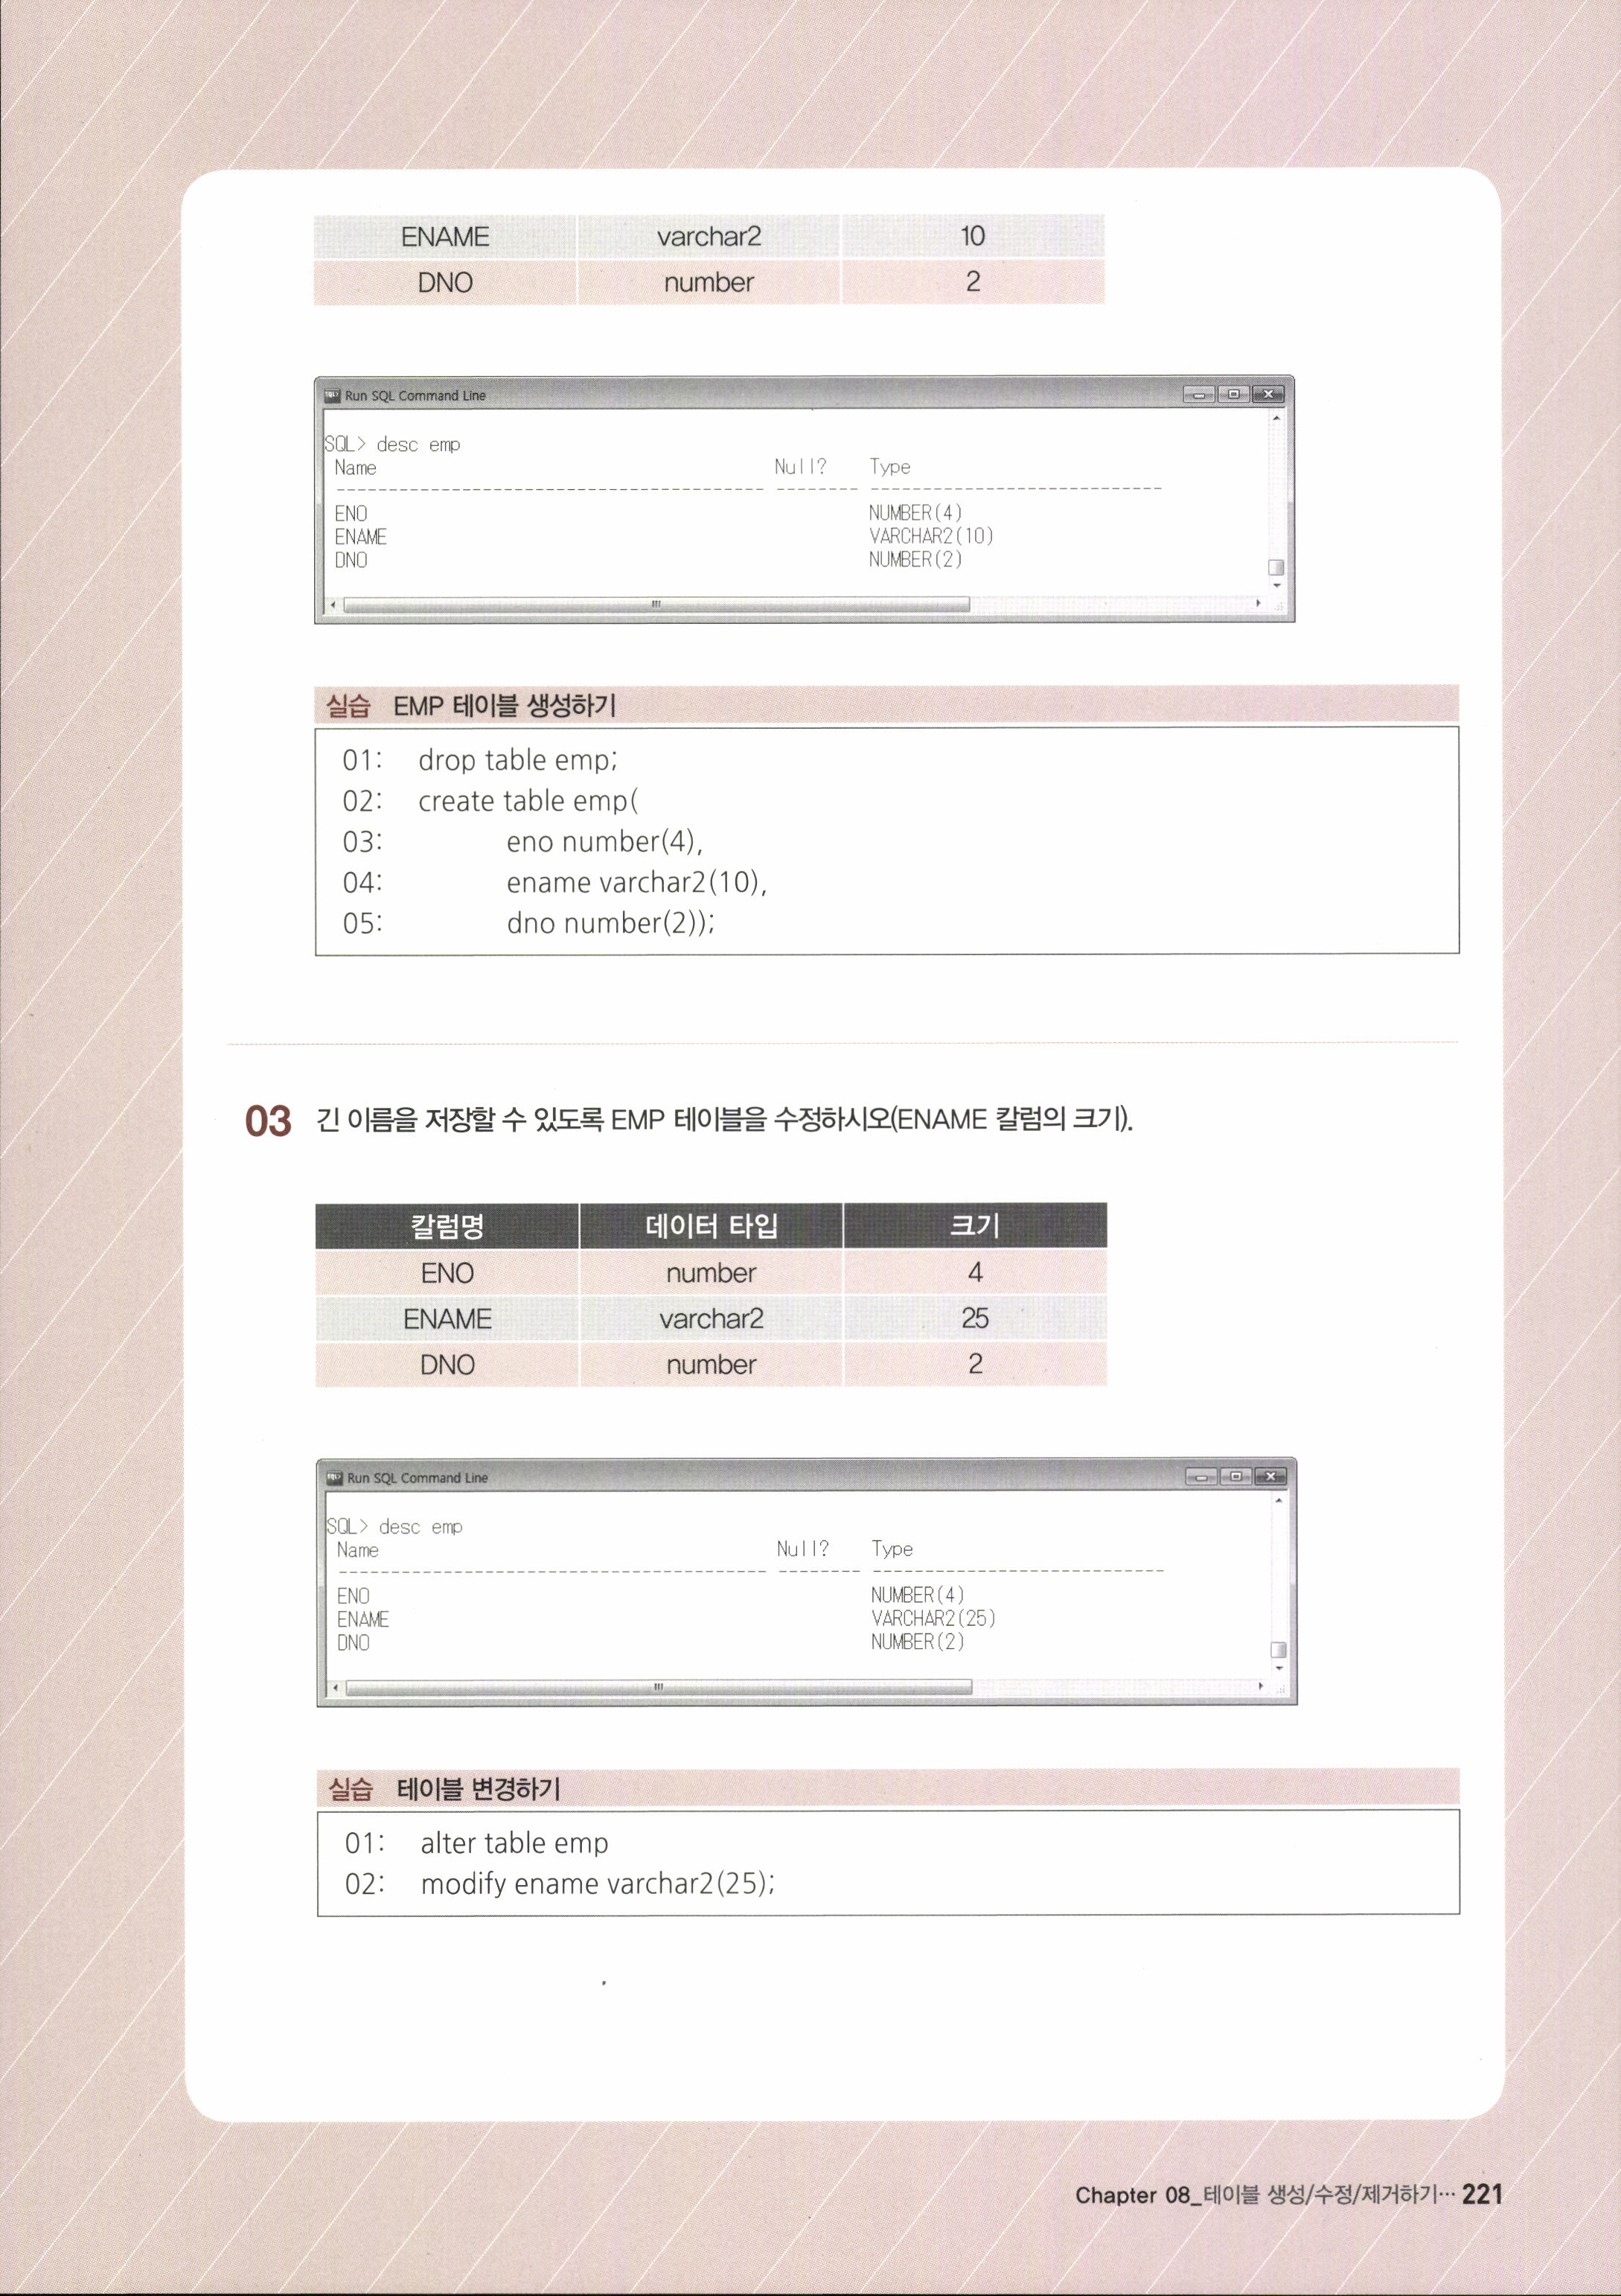 ENAME varchar2 10
DNO number 2
Run SQL Command Line
SQL> desc emp
Name Null? Type
---------------------------------------- -------- ----------------------------
ENO NUMBER(4)
ENAME VARCHAR2(10)
DNO NUMBER(2)
실습 EMP 테이블 생성하기
01: drop table emp;
02: create table emp(
03: eno number(4),
04: ename varchar2(10),
05: dno number(2));
03 긴 이름을 저장할 수 있도록 EMP 테이블을 수정하시오(ENAME 칼럼의 크기).
칼럼명 데이터 타입 크기
ENO number 4
ENAME varchar2 25
DNO number 2
Run SQL Command Line
SQL> desc emp
Name Null? Type
---------------------------------------- -------- ----------------------------
ENO NUMBER(4)
ENAME VARCHAR2(25)
DNO NUMBER(2)
실습 테이블 변경하기
01: alter table emp
02: modify ename varchar2(25);
Chapter 08_테이블 생성/수정/제거하기… 221